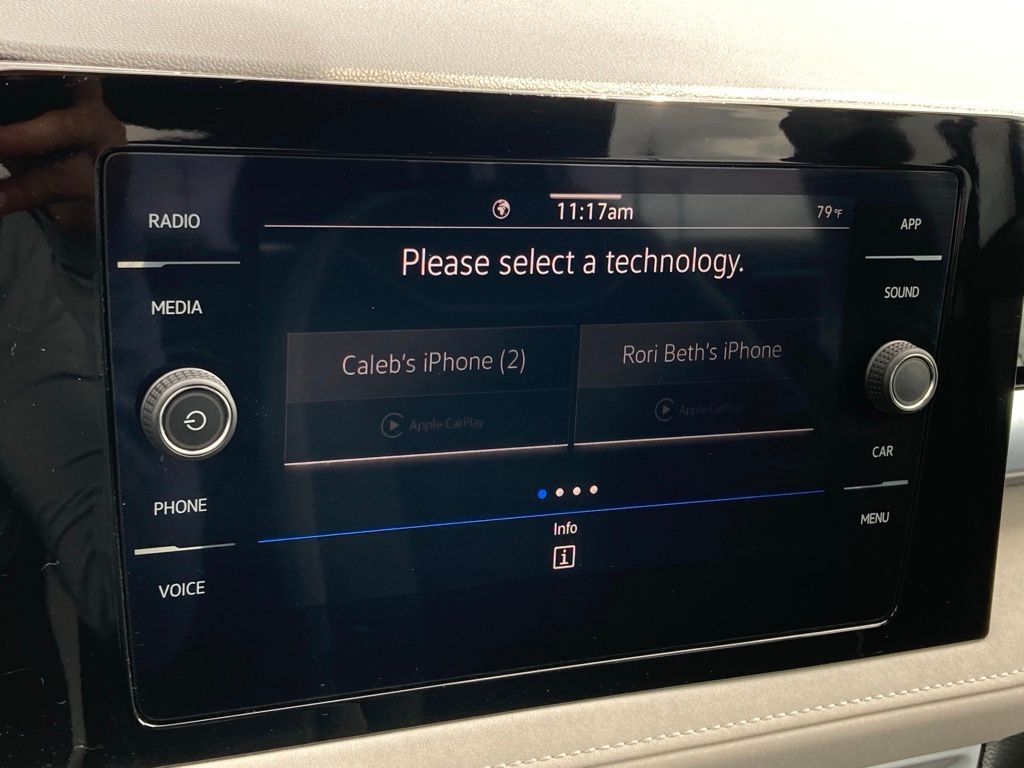 RADIO
MEDIA
PHONE
VOICE
11:17am
79°F
Please select a technology.
Caleb's iPhone (2)
Apple CarPlay
Rori Beth's iPhone
Apple CarPlay
Info
i
APP
SOUND
CAR
MENU